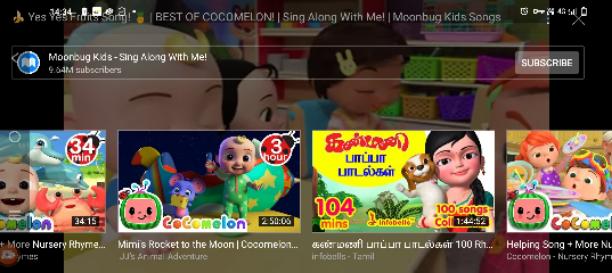 14:34
🍌 Yes Yes Fruits Song!🍍 | BEST OF COCOMELON! | Sing Along With Me! | Moonbug Kids Songs
4G
Moonbug Kids - Sing Along With Me!
9.64M subscribers
SUBSCRIBE
34
min
34:15
3
hour
CoComelon
2:50:06
கண்மணி
பாப்பா
பாடல்கள்
104
mins
infobells
100 songs
1:44:52
CoComelon
+ More Nursery Rhyme...
Mimi's Rocket to the Moon | Cocomelon...
JJ's Animal Adventure
கண்மணி பாப்பா பாடல்கள் 100 Rh...
infobells - Tamil
Helping Song + More Nu
Cocomelon - Nursery Rhym